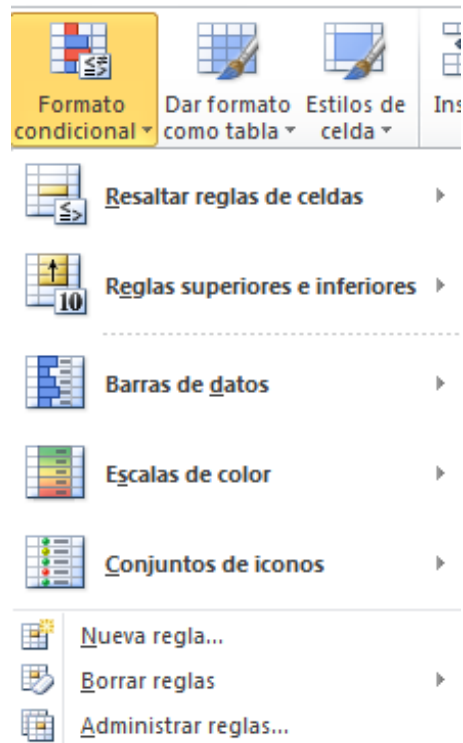 Formato Dar formato Estilos de Ins
condicional como tabla celda
Resaltar reglas de celdas
Reglas superiores e inferiores
10
Barras de datos
Escalas de color
Conjuntos de iconos
Nueva regla...
Borrar reglas
Administrar reglas...